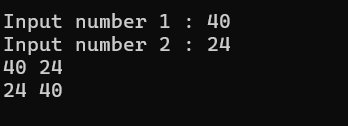 Input number 1 : 40
Input number 2 : 24
40 24
24 40